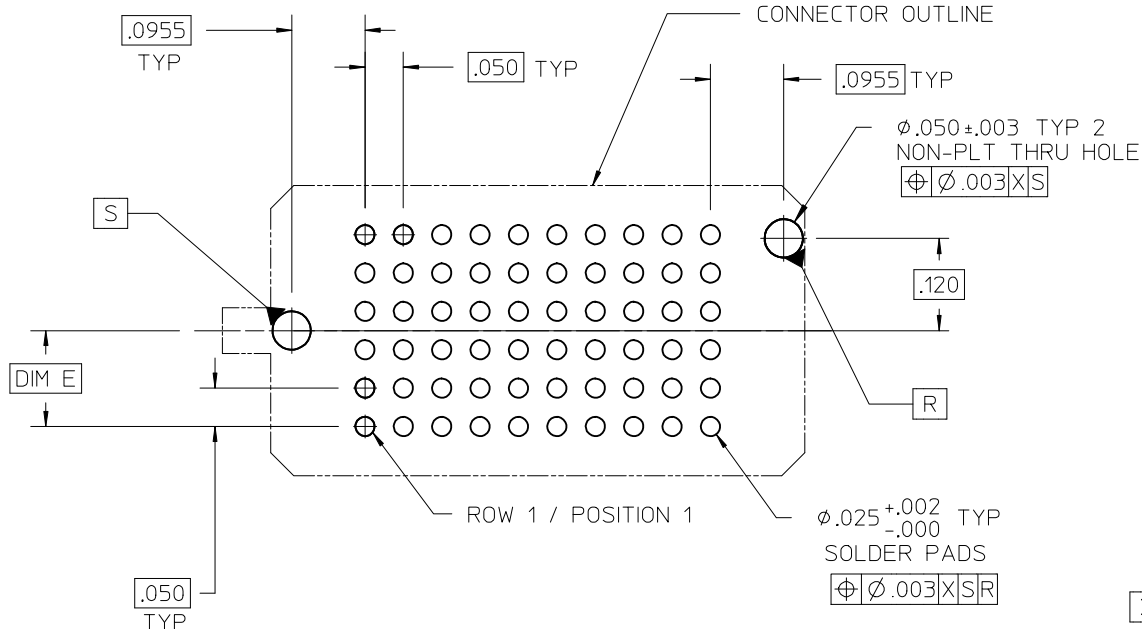 CONNECTOR OUTLINE
.0955
TYP
.050 TYP
.0955 TYP
⌀.050±.003 TYP 2
NON-PLT THRU HOLE
⌖ ⌀.003 X S
S
.120
DIM E
R
ROW 1 / POSITION 1
⌀.025 +.002 -.000 TYP
SOLDER PADS
⌖ ⌀.003 X S R
.050
TYP